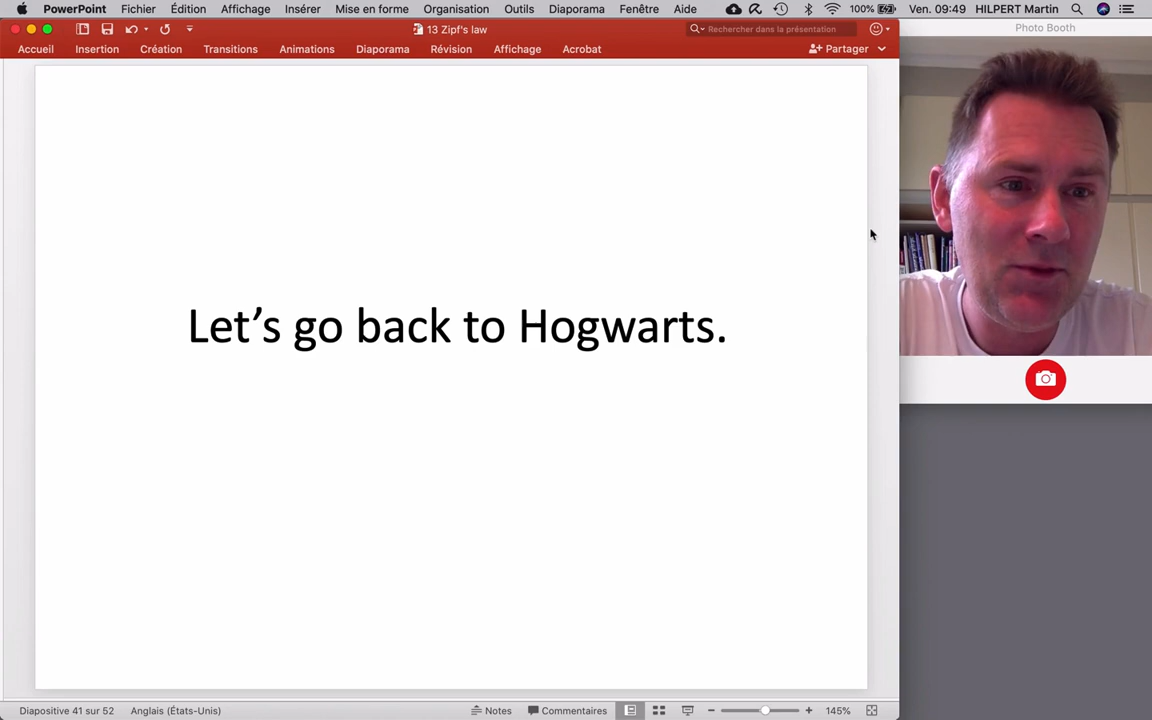 PowerPoint Fichier Édition Affichage Insérer Mise en forme Organisation Outils Diaporama Fenêtre Aide 100% Ven. 09:49 HILPERT Martin
13 Zipf's law
Rechercher dans la présentation
Photo Booth
Accueil Insertion Création Transitions Animations Diaporama Révision Affichage Acrobat Partager
Let's go back to Hogwarts.
Diapositive 41 sur 52 Anglais (États-Unis) Notes Commentaires 145%